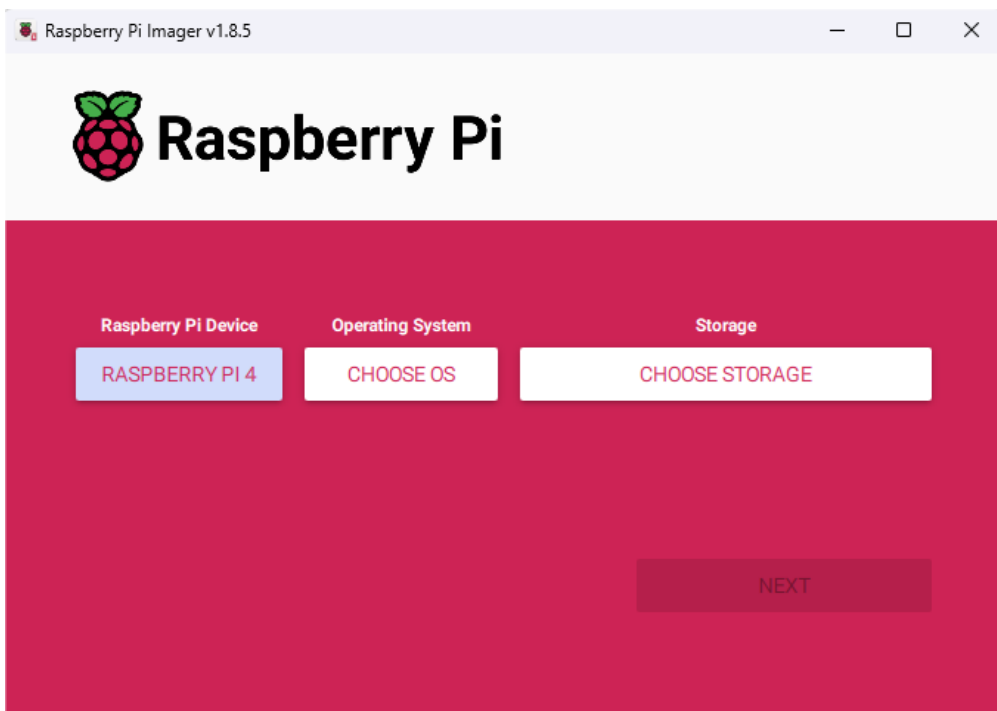 Raspberry Pi Imager v1.8.5
Raspberry Pi
Raspberry Pi Device
Operating System
Storage
RASPBERRY PI 4
CHOOSE OS
CHOOSE STORAGE
NEXT